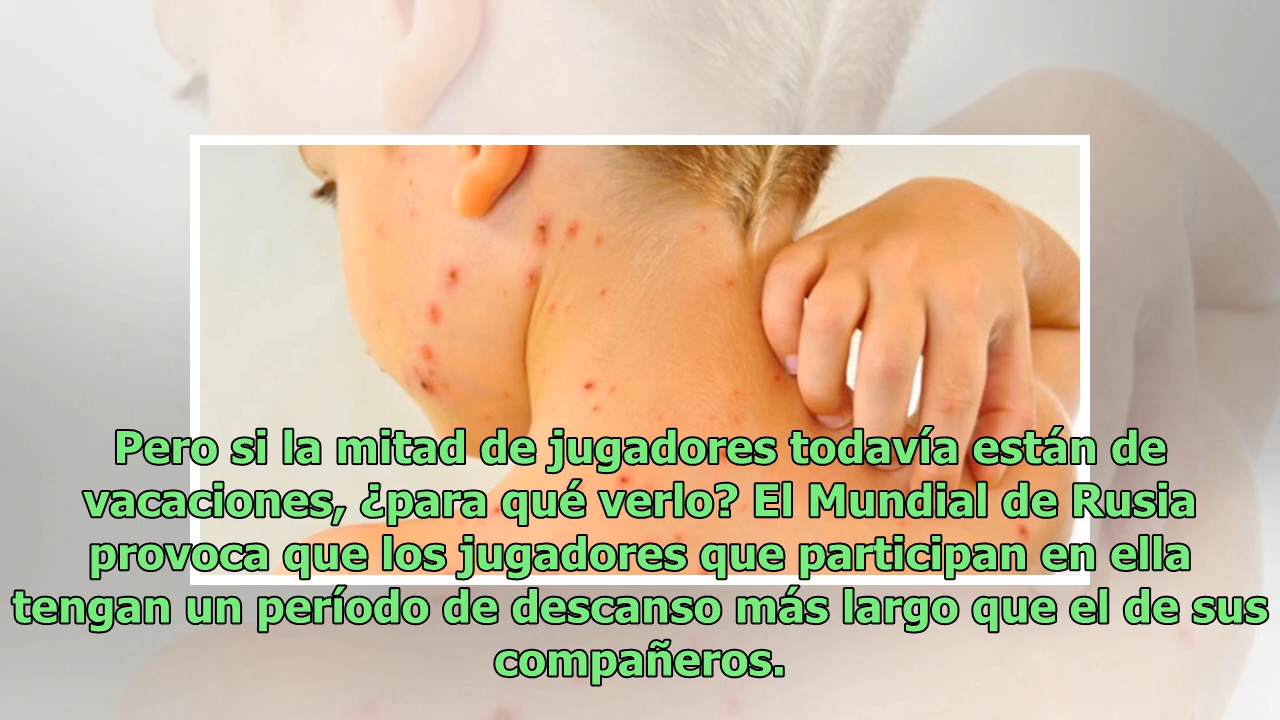 Pero si la mitad de jugadores todavía están de
vacaciones, ¿para qué verlo? El Mundial de Rusia
provoca que los jugadores que participan en ella
tengan un período de descanso más largo que el de sus
compañeros.